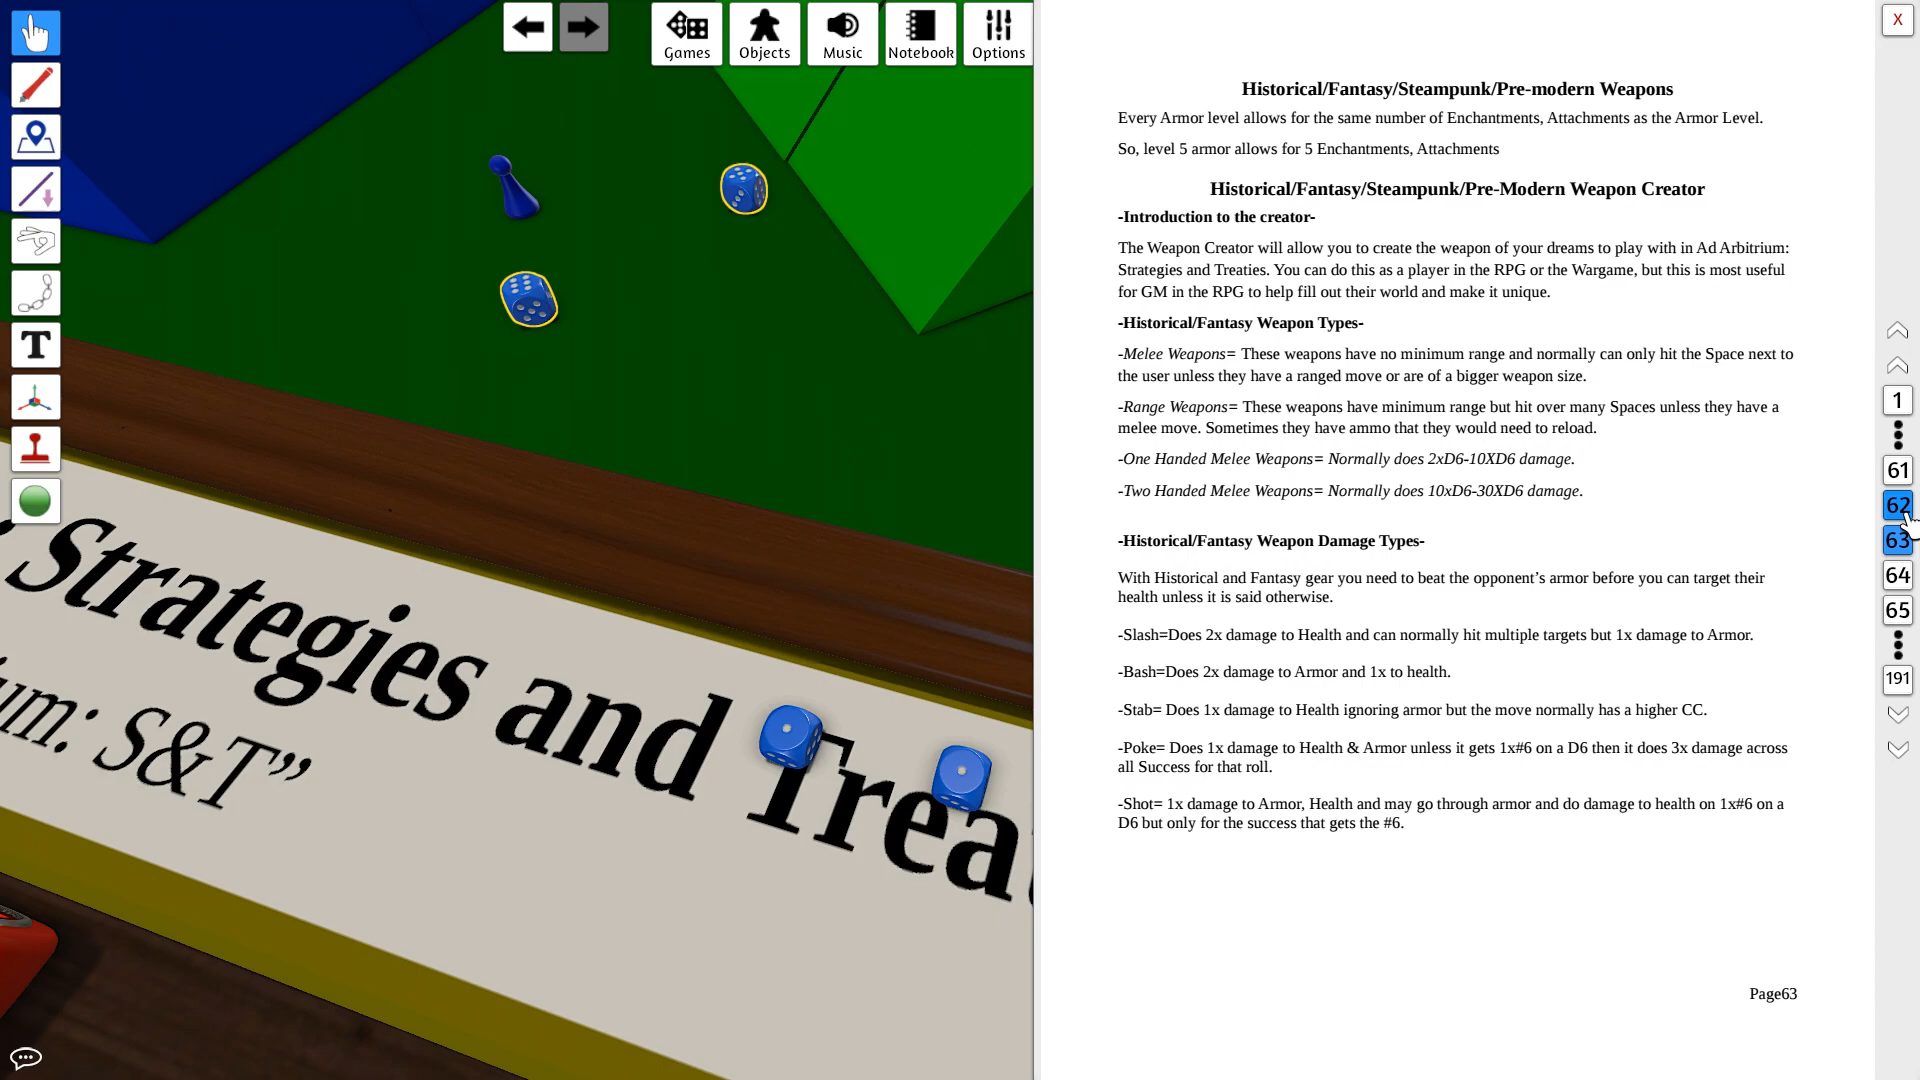 Games
Objects
Music
Notebook
Options
T
Strategies and Trea
um: S&T”
Historical/Fantasy/Steampunk/Pre-modern Weapons
Every Armor level allows for the same number of Enchantments, Attachments as the Armor Level.
So, level 5 armor allows for 5 Enchantments, Attachments
Historical/Fantasy/Steampunk/Pre-Modern Weapon Creator
-Introduction to the creator-
The Weapon Creator will allow you to create the weapon of your dreams to play with in Ad Arbitrium:
Strategies and Treaties. You can do this as a player in the RPG or the Wargame, but this is most useful
for GM in the RPG to help fill out their world and make it unique.
-Historical/Fantasy Weapon Types-
-Melee Weapons= These weapons have no minimum range and normally can only hit the Space next to
the user unless they have a ranged move or are of a bigger weapon size.
-Range Weapons= These weapons have minimum range but hit over many Spaces unless they have a
melee move. Sometimes they have ammo that they would need to reload.
-One Handed Melee Weapons= Normally does 2xD6-10XD6 damage.
-Two Handed Melee Weapons= Normally does 10xD6-30XD6 damage.
-Historical/Fantasy Weapon Damage Types-
With Historical and Fantasy gear you need to beat the opponent’s armor before you can target their
health unless it is said otherwise.
-Slash=Does 2x damage to Health and can normally hit multiple targets but 1x damage to Armor.
-Bash=Does 2x damage to Armor and 1x to health.
-Stab= Does 1x damage to Health ignoring armor but the move normally has a higher CC.
-Poke= Does 1x damage to Health & Armor unless it gets 1x#6 on a D6 then it does 3x damage across
all Success for that roll.
-Shot= 1x damage to Armor, Health and may go through armor and do damage to health on 1x#6 on a
D6 but only for the success that gets the #6.
Page63
X
1
61
62
63
64
65
191